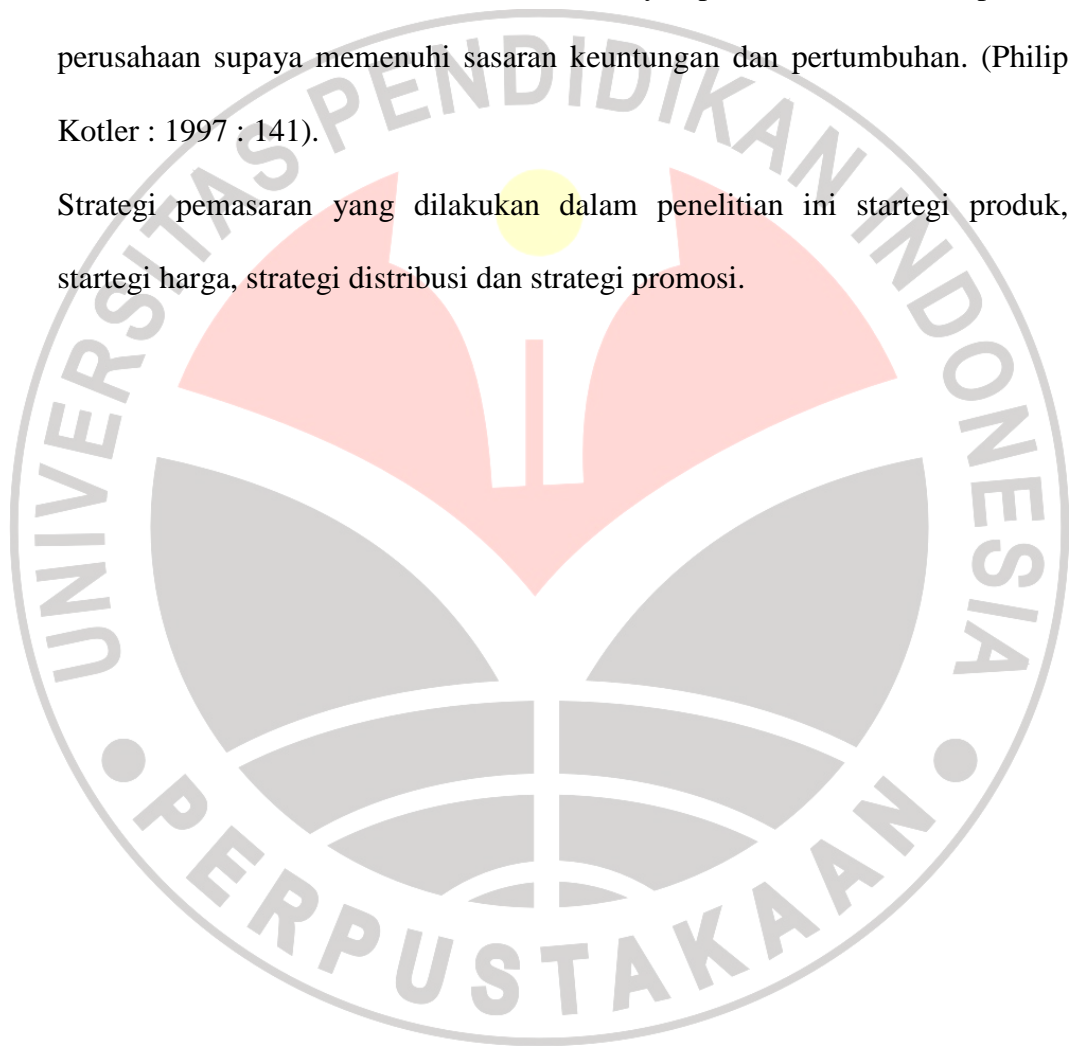 perusahaan supaya memenuhi sasaran keuntungan dan pertumbuhan. (Philip
Kotler : 1997 : 141).
Strategi pemasaran yang dilakukan dalam penelitian ini startegi produk,
startegi harga, strategi distribusi dan strategi promosi.
UNIVERSITAS PENDIDIKAN INDONESIA
PERPUSTAKAAN